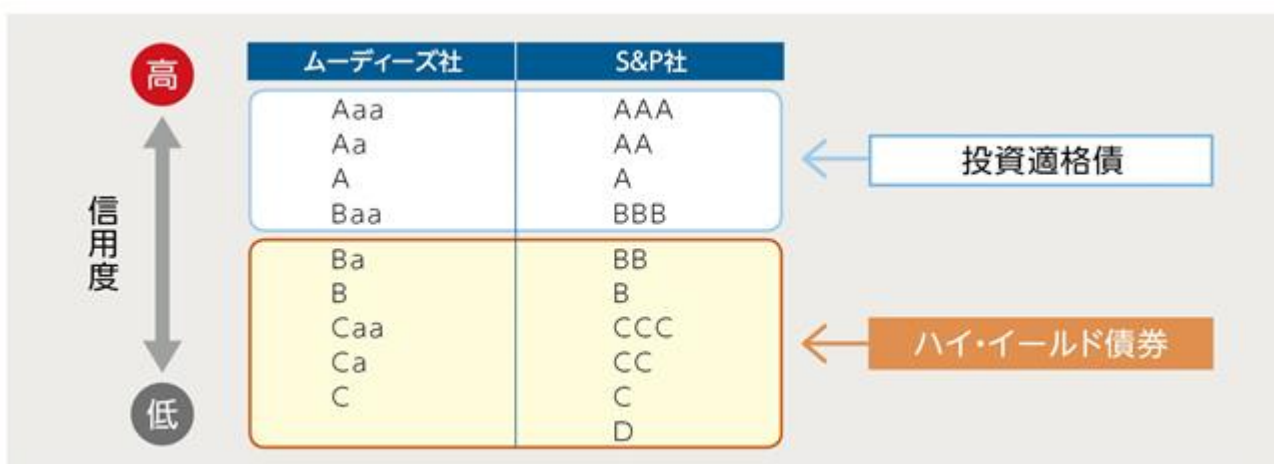 高
信用度
低
ムーディーズ社 S&P社
Aaa AAA
Aa AA
A A
Baa BBB
Ba BB
B B
Caa CCC
Ca CC
C C
D
投資適格債
ハイ・イールド債券